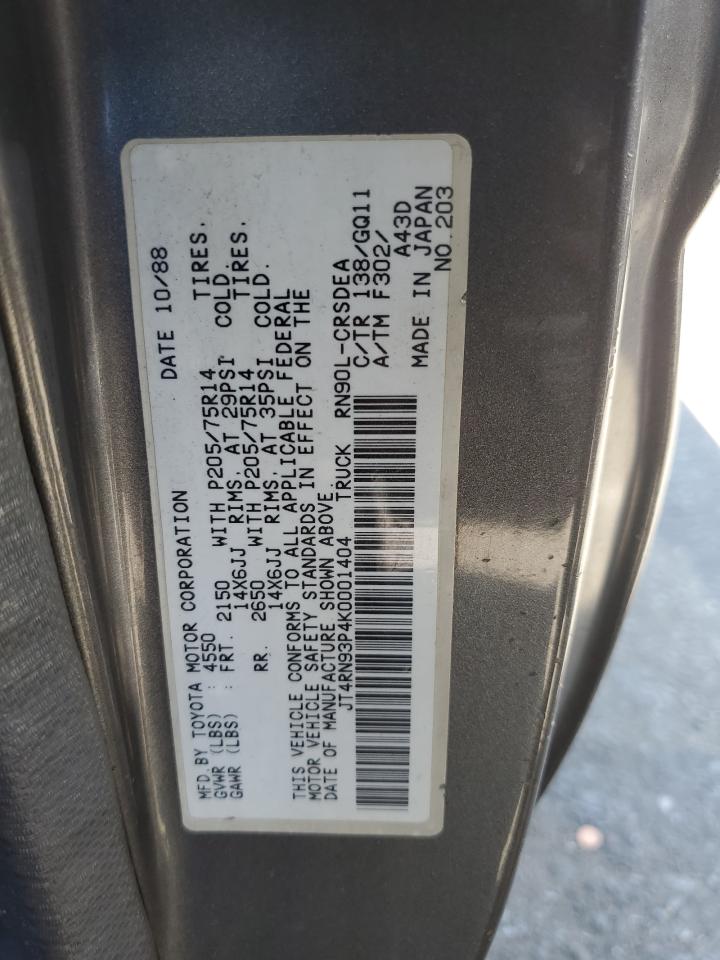 MFD. BY TOYOTA MOTOR CORPORATION DATE 10/88
GVWR (LBS) : 4550
GAWR (LBS) : FRT. 2150 WITH P205/75R14 TIRES,
14X6JJ RIMS, AT 29PSI COLD.
RR. 2650 WITH P205/75R14 TIRES,
14X6JJ RIMS, AT 35PSI COLD.
THIS VEHICLE CONFORMS TO ALL APPLICABLE FEDERAL
MOTOR VEHICLE SAFETY STANDARDS IN EFFECT ON THE
DATE OF MANUFACTURE SHOWN ABOVE.
JT4RN93P4K0001404 TRUCK RN90L-CRSDEA
C/TR 138/GQ11
A/TM F302/A43D
MADE IN JAPAN
NO.203